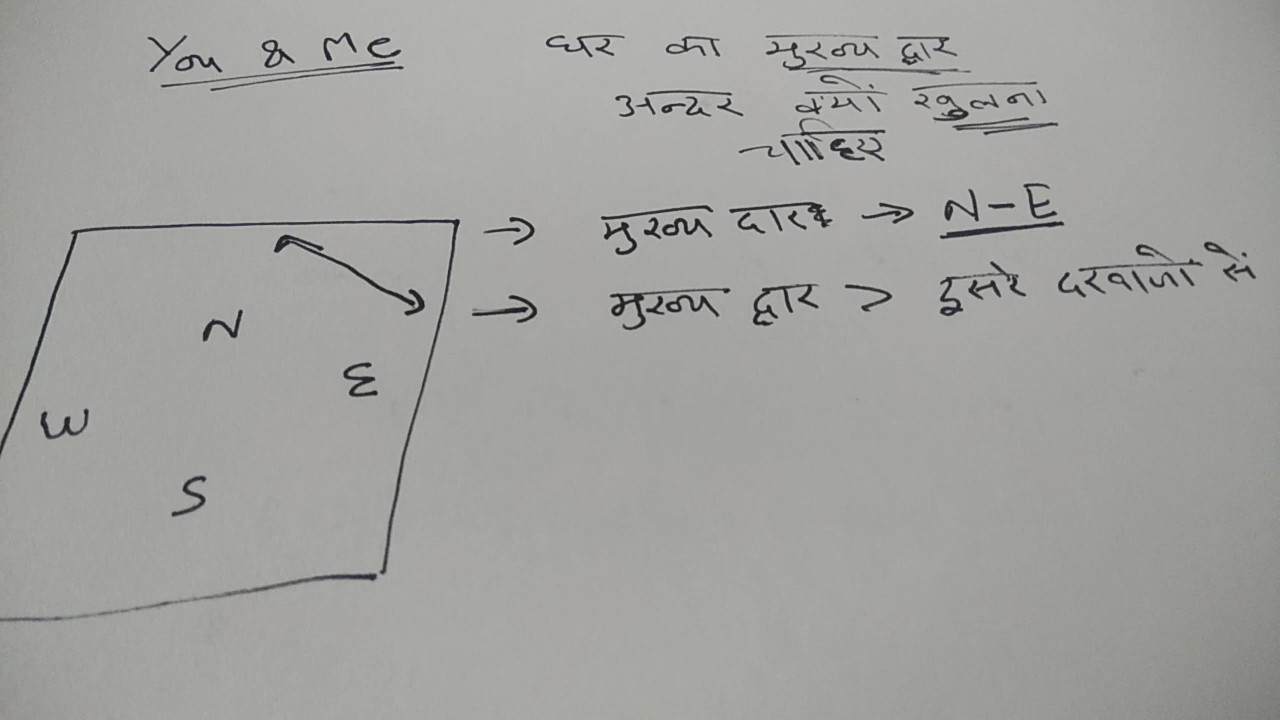 You & Me
घर का मुख्य द्वार
अन्दर क्यों खुलना
चाहिए
→ मुख्य दार → N-E
→ मुख्य द्वार > दुसरे दरवाजों सें
N
E
W
S